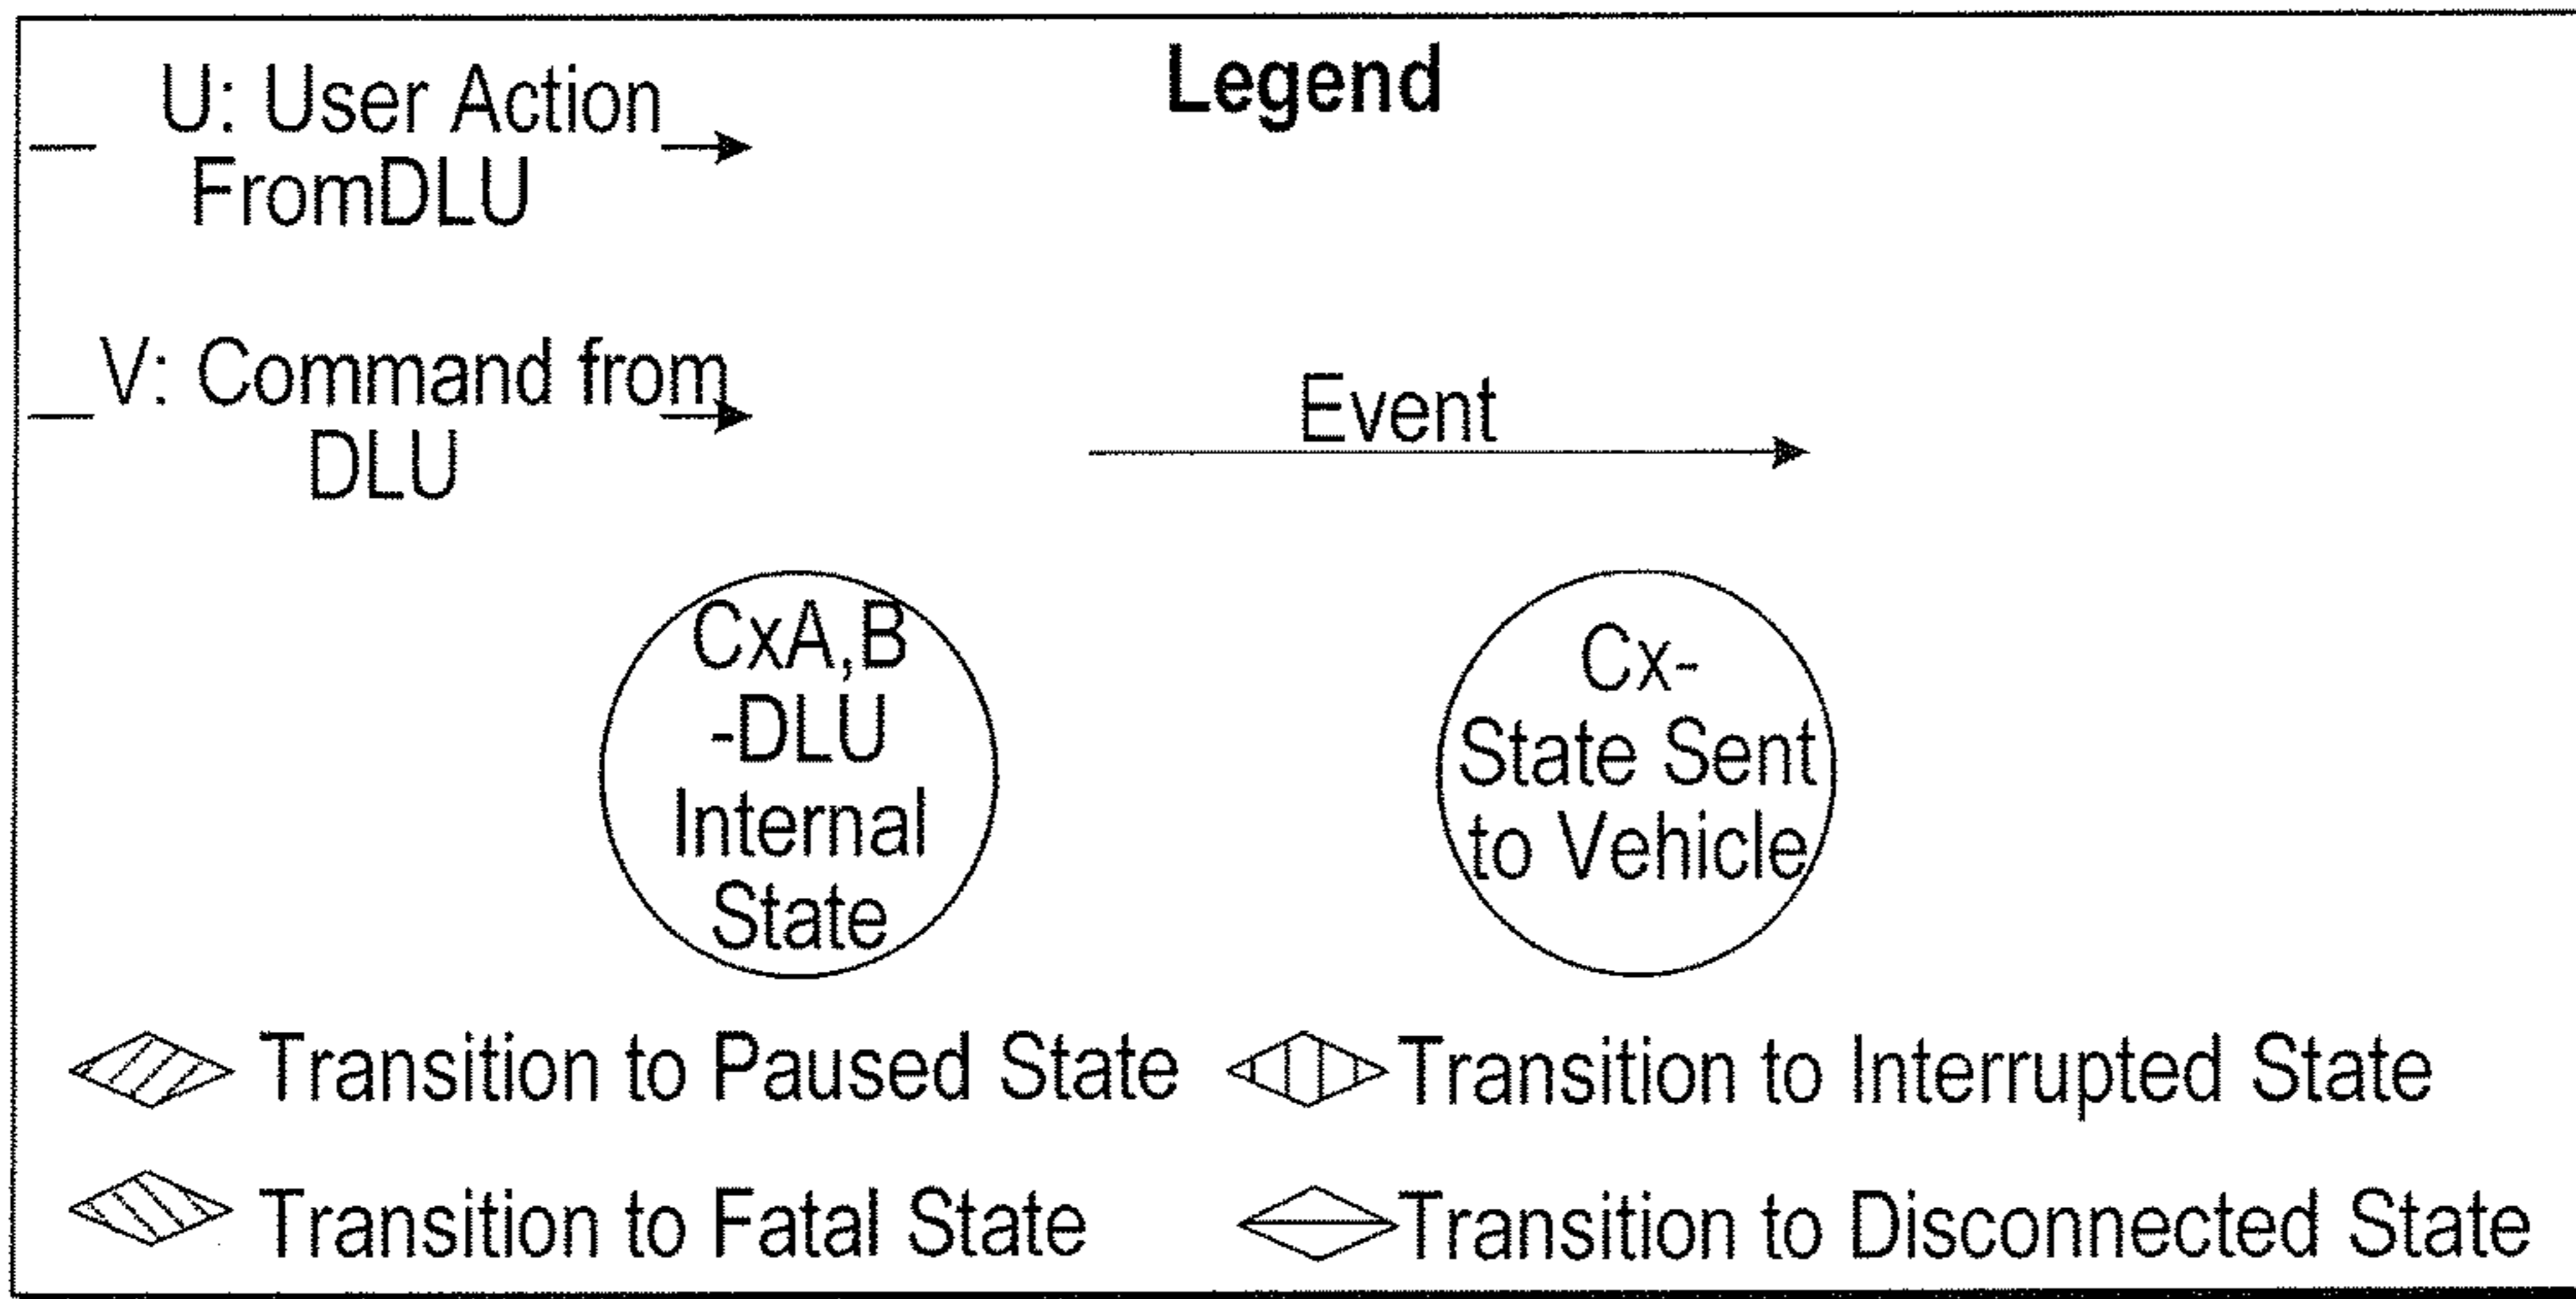 Legend
U: User Action
FromDLU
V: Command from
DLU
Event
CxA,B
-DLU
Internal
State
Cx-
State Sent
to Vehicle
Transition to Paused State
Transition to Interrupted State
Transition to Fatal State
Transition to Disconnected State